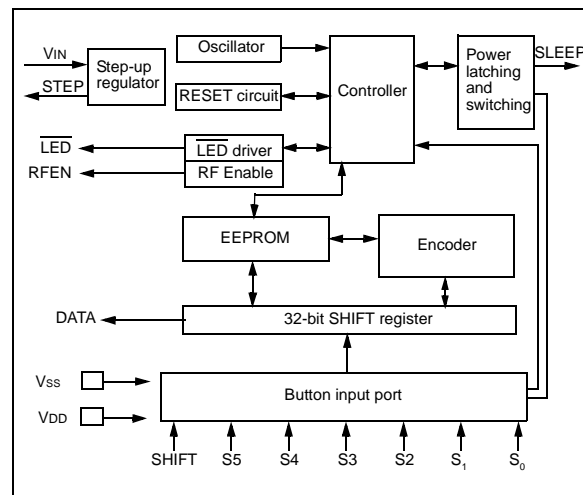 VIN
STEP
Step-up
regulator
Oscillator
RESET circuit
Controller
Power
latching
and
switching
SLEEP
LED
RFEN
LED driver
RF Enable
EEPROM
Encoder
DATA
32-bit SHIFT register
VSS
VDD
Button input port
SHIFT S5 S4 S3 S2 S1 S0